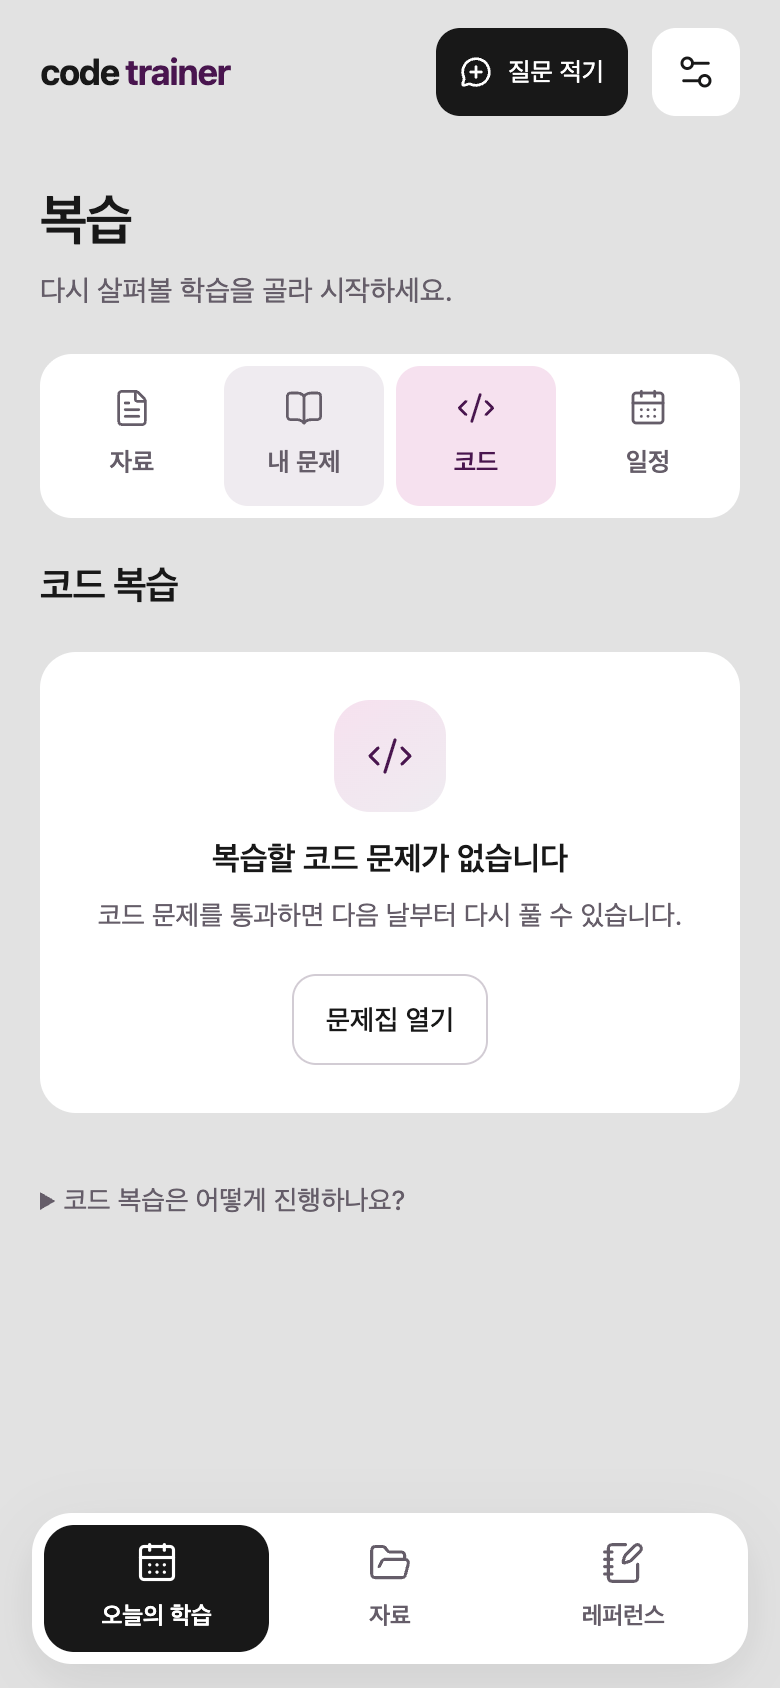 code trainer
질문 적기
복습
다시 살펴볼 학습을 골라 시작하세요.
자료
내 문제
코드
일정
코드 복습
복습할 코드 문제가 없습니다
코드 문제를 통과하면 다음 날부터 다시 풀 수 있습니다.
문제집 열기
▶ 코드 복습은 어떻게 진행하나요?
오늘의 학습
자료
레퍼런스